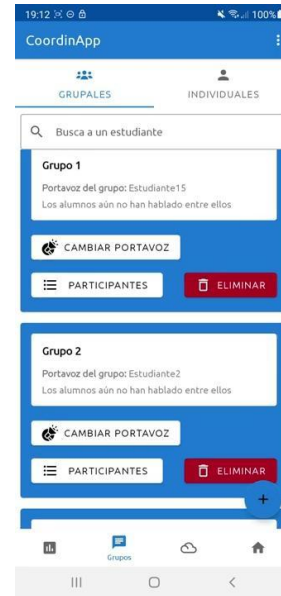 19:12 100%
CoordinApp
GRUPALES INDIVIDUALES
Busca a un estudiante
Grupo 1
Portavoz del grupo: Estudiante15
Los alumnos aún no han hablado entre ellos
CAMBIAR PORTAVOZ
PARTICIPANTES ELIMINAR
Grupo 2
Portavoz del grupo: Estudiante2
Los alumnos aún no han hablado entre ellos
CAMBIAR PORTAVOZ
PARTICIPANTES ELIMINAR
Grupos